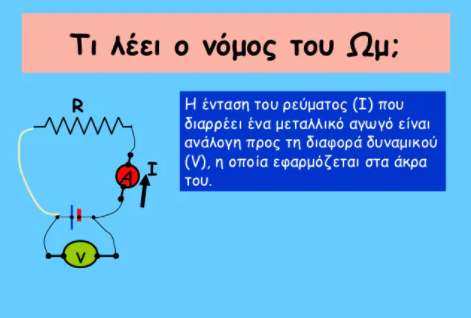 Τι λέει ο νόμος του Ωμ;
R
Η ένταση του ρεύματος (Ι) που
διαρρέει ένα μεταλλικό αγωγό είναι
ανάλογη προς τη διαφορά δυναμικού
(V), η οποία εφαρμόζεται στα άκρα
του.
A
I
V